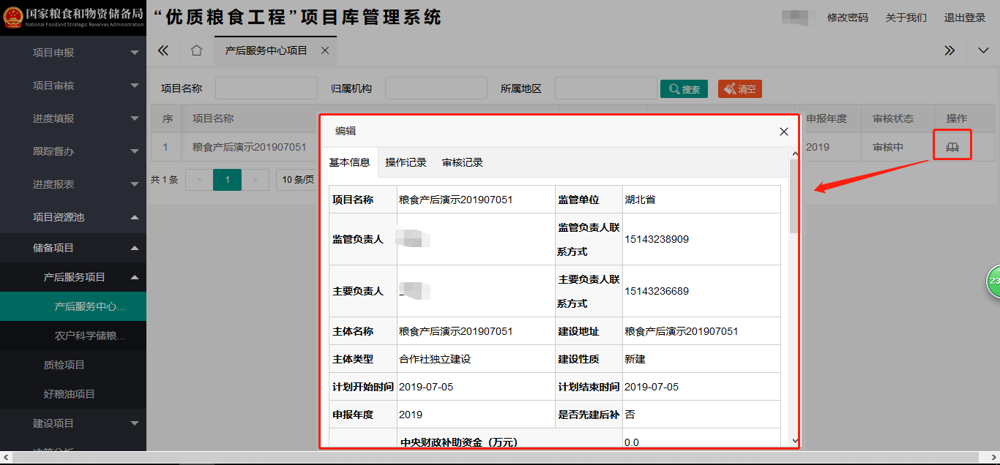 国家粮食和物资储备局
National Foodand Strategic Reserves Administration
“优质粮食工程”项目库管理系统
修改密码 关于我们 退出登录
项目申报
项目审核
进度填报
跟踪督办
进度报表
项目资源池
储备项目
产后服务项目
产后服务中心...
农户科学储粮...
质检项目
好粮油项目
建设项目
产后服务中心项目
项目名称 归属机构 所属地区 搜索 清空
序 项目名称 申报年度 审核状态 操作
1 粮食产后演示201907051 2019 审核中
共 1 条 < 1 > 10 条/页
编辑
基本信息 操作记录 审核记录
项目名称 粮食产后演示201907051 监管单位 湖北省
监管负责人 监管负责人联系方式 15143238909
主要负责人 主要负责人联系方式 15143236689
主体名称 粮食产后演示201907051 建设地址 粮食产后演示201907051
主体类型 合作社独立建设 建设性质 新建
计划开始时间 2019-07-05 计划结束时间 2019-07-05
申报年度 2019 是否先建后补 否
中央财政补助资金（万元） 0.0
23